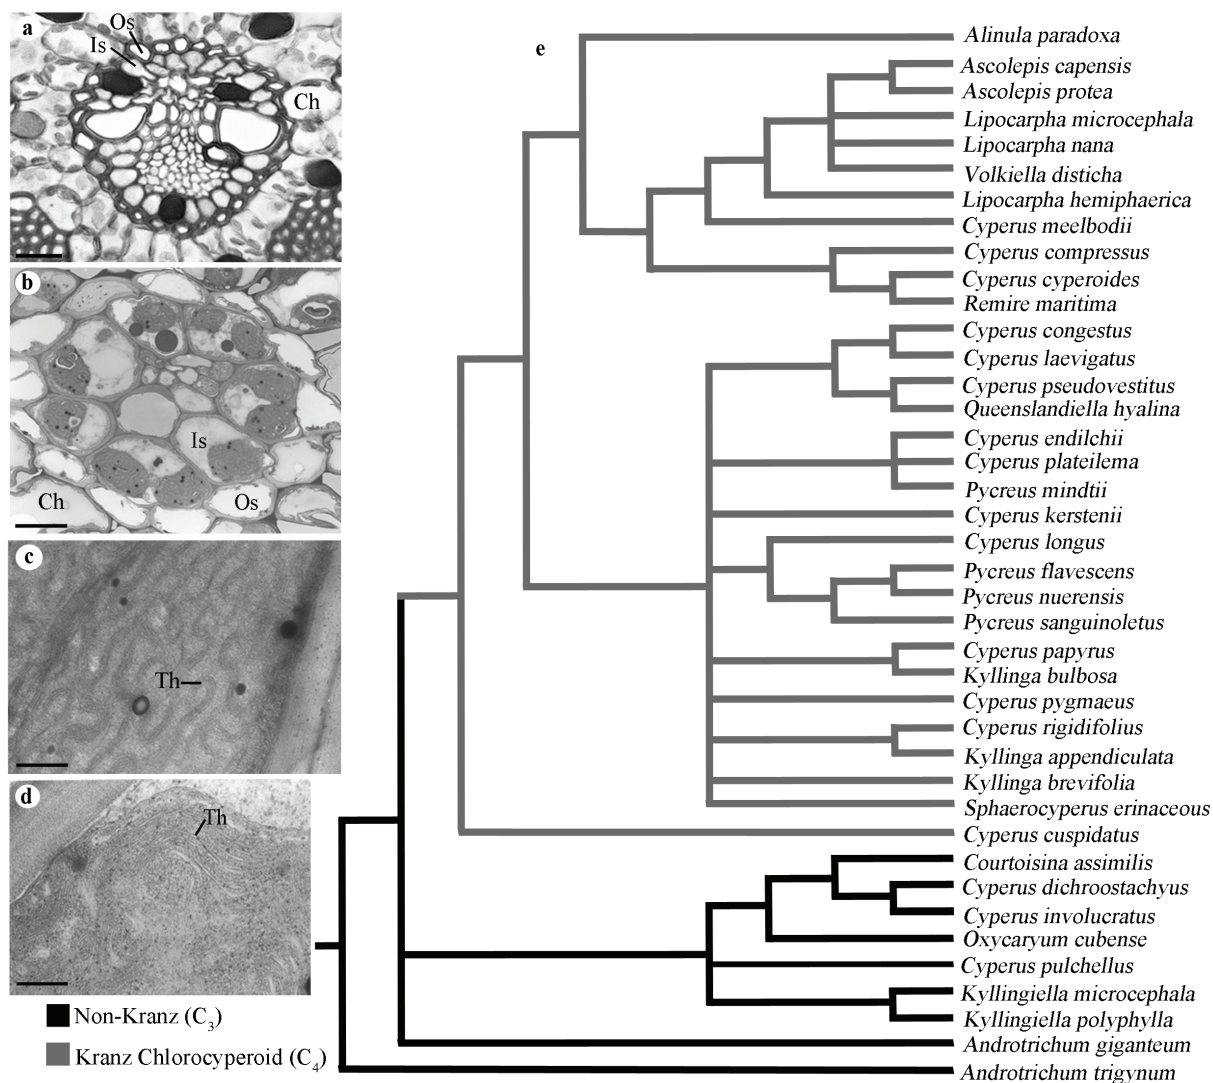 a
Os
Is
Ch
b
Is
Ch
Os
c
Th
d
Th
Non-Kranz (C3)
Kranz Chlorocyperoid (C4)
e
Alinula paradoxa
Ascolepis capensis
Ascolepis protea
Lipocarpha microcephala
Lipocarpha nana
Volkiella disticha
Lipocarpha hemiphaerica
Cyperus meelbodii
Cyperus compressus
Cyperus cyperoides
Remire maritima
Cyperus congestus
Cyperus laevigatus
Cyperus pseudovestitus
Queenslandiella hyalina
Cyperus endilchii
Cyperus plateilema
Pycreus mindtii
Cyperus kerstenii
Cyperus longus
Pycreus flavescens
Pycreus nuerensis
Pycreus sanguinoletus
Cyperus papyrus
Kyllinga bulbosa
Cyperus pygmaeus
Cyperus rigidifolius
Kyllinga appendiculata
Kyllinga brevifolia
Sphaerocyperus erinaceous
Cyperus cuspidatus
Courtoisina assimilis
Cyperus dichroostachyus
Cyperus involucratus
Oxycaryum cubense
Cyperus pulchellus
Kyllingiella microcephala
Kyllingiella polyphylla
Androtrichum giganteum
Androtrichum trigynum